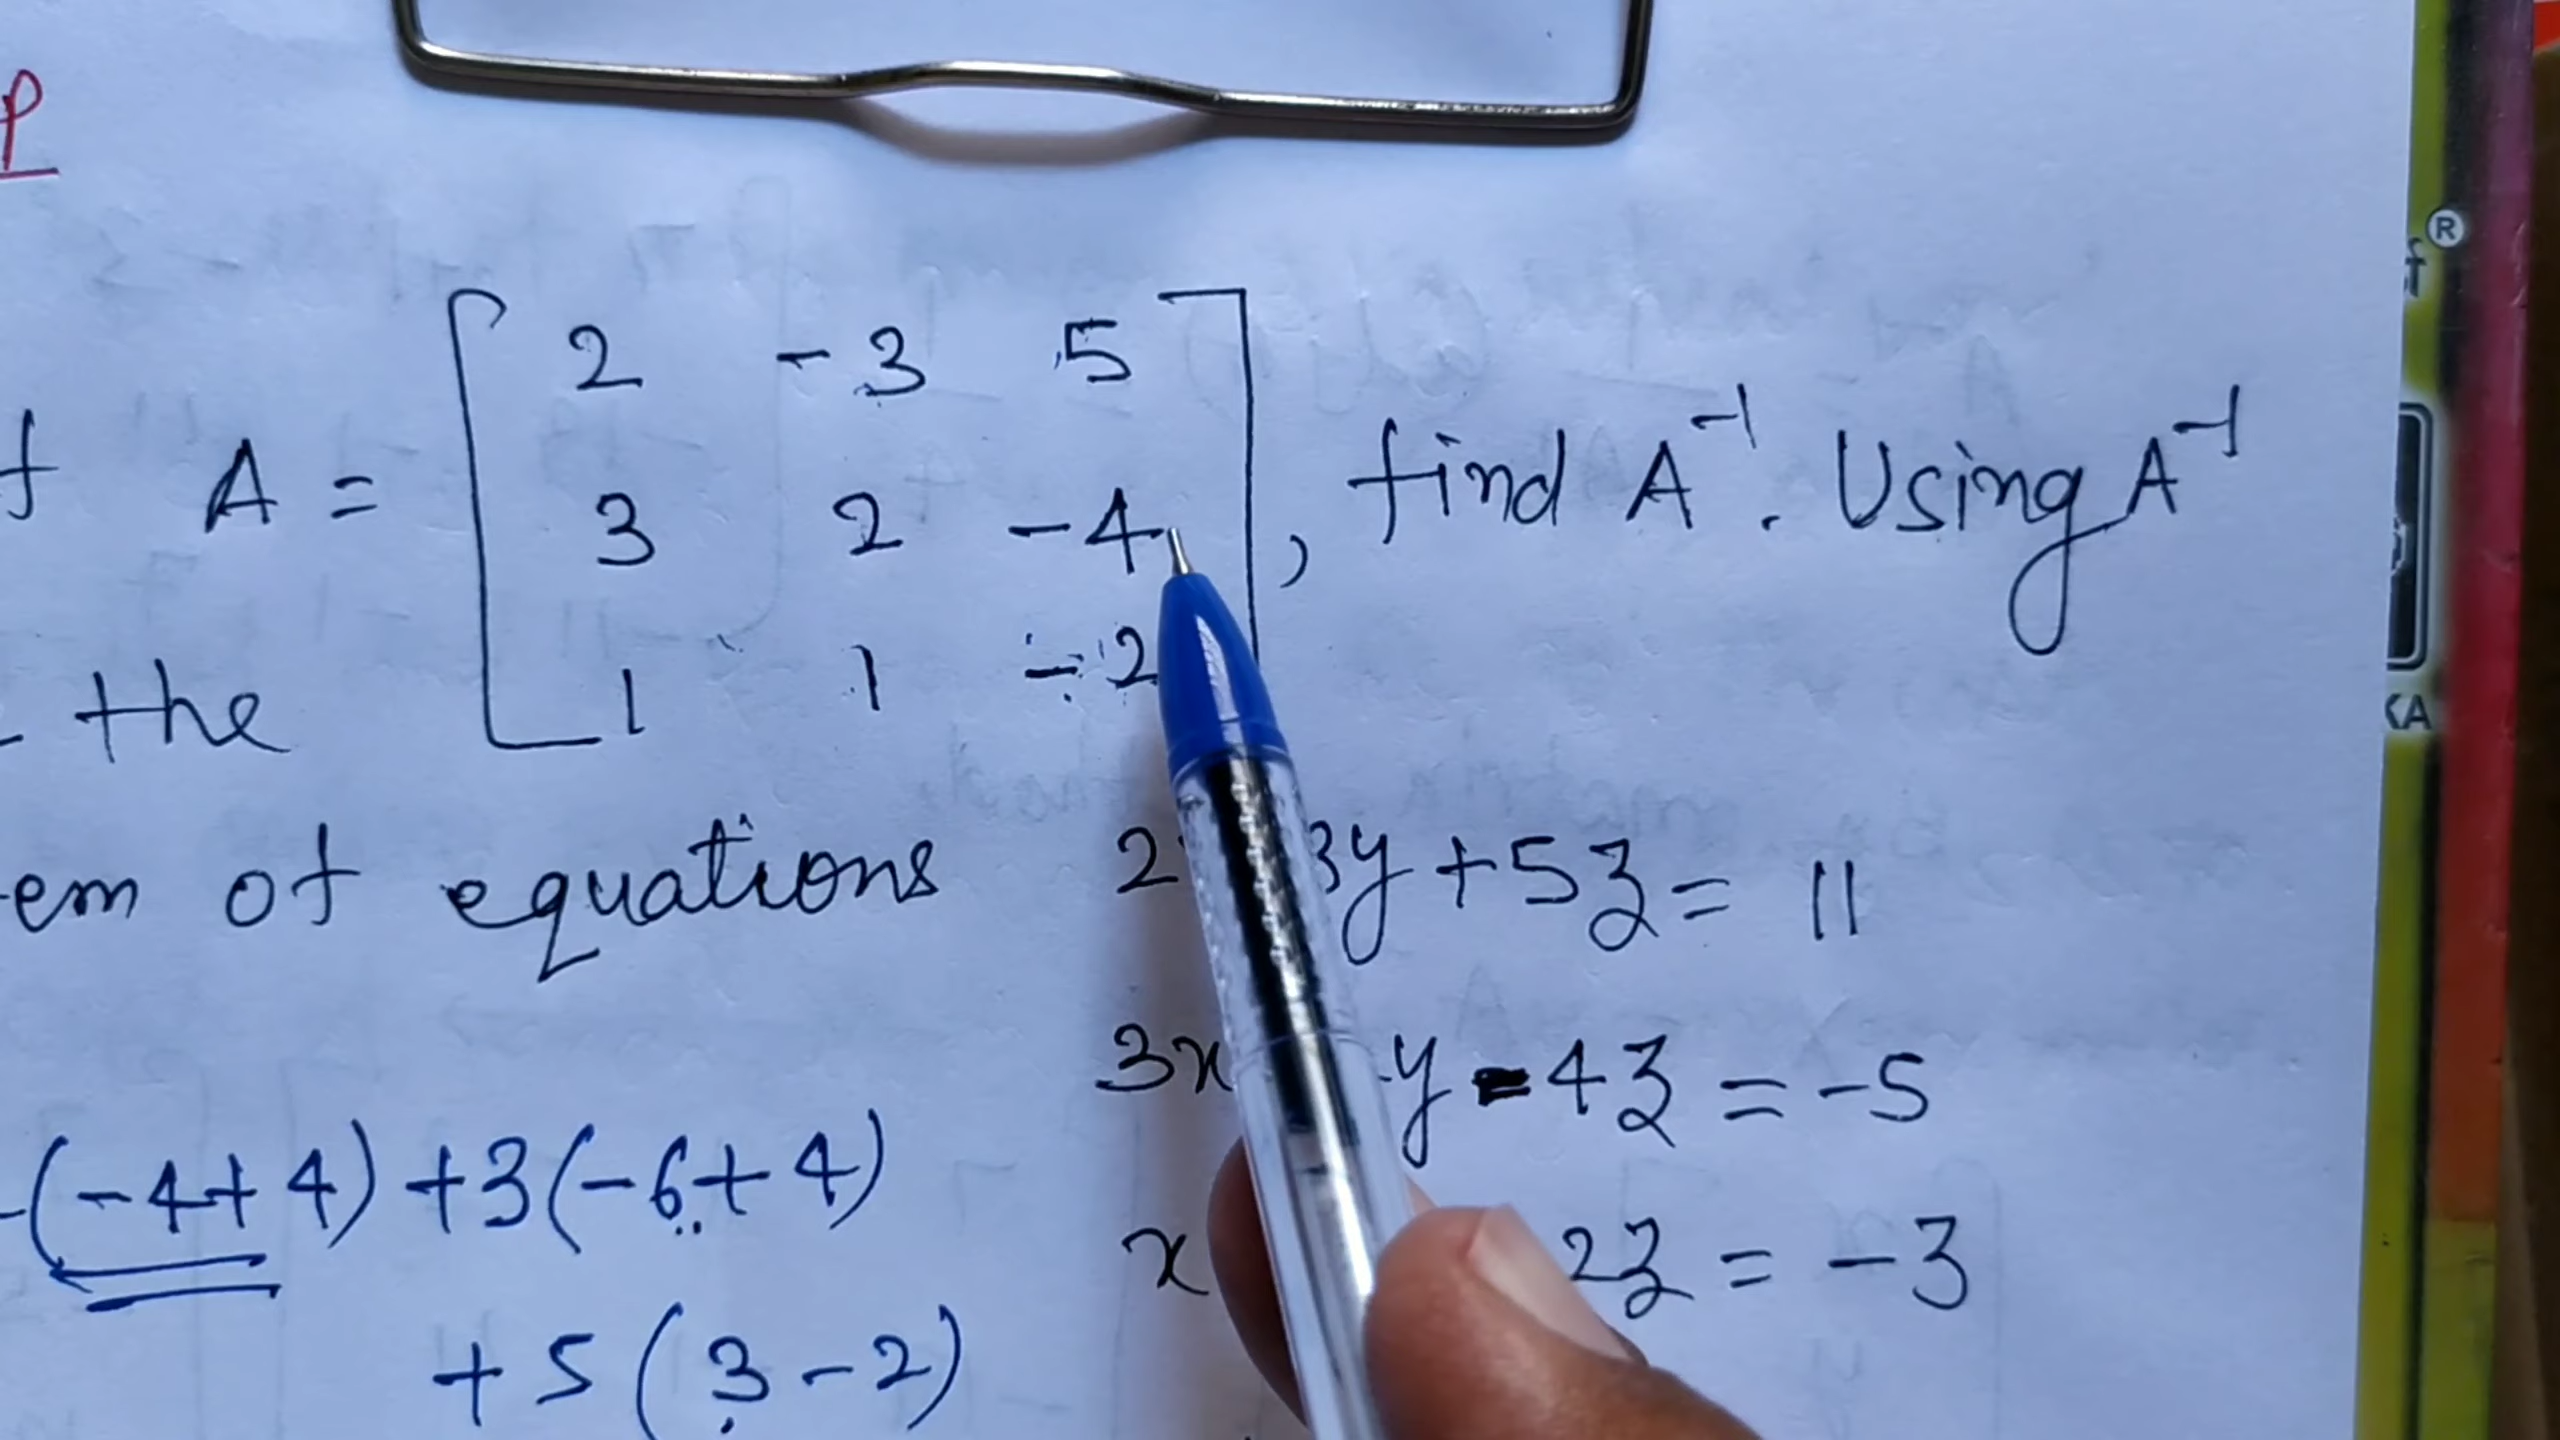 P
A = [ 2 -3 5
3 2 -4
1 1 -2 ] , find A⁻¹. Using A⁻¹
the
em of equations 2 3y + 5z = 11
3x y - 4z = -5
x 2z = -3
(-4+4) +3(-6+4)
+ 5 (3-2)
®
KA